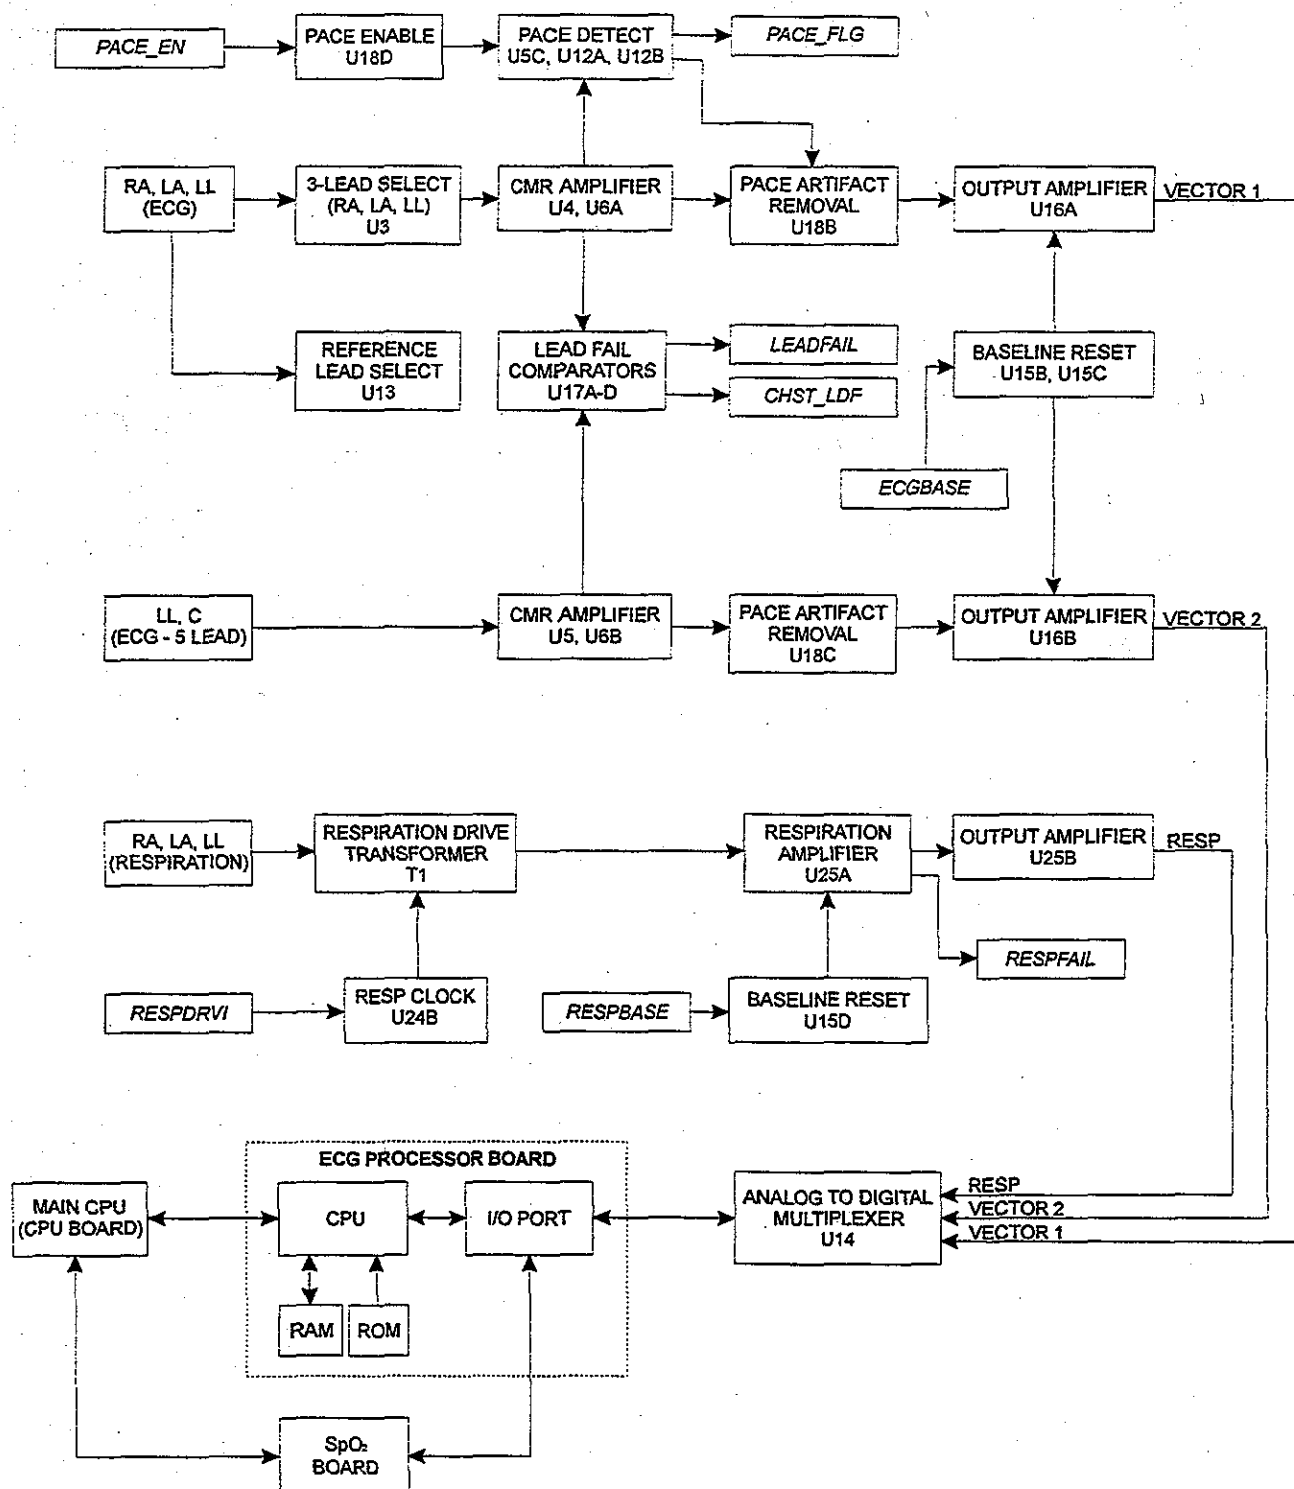 PACE_EN
PACE ENABLE
U18D
PACE DETECT
U5C, U12A, U12B
PACE_FLG
RA, LA, LL
(ECG)
3-LEAD SELECT
(RA, LA, LL)
U3
CMR AMPLIFIER
U4, U6A
PACE ARTIFACT
REMOVAL
U18B
OUTPUT AMPLIFIER
U16A
VECTOR 1
REFERENCE
LEAD SELECT
U13
LEAD FAIL
COMPARATORS
U17A-D
LEADFAIL
CHST_LDF
BASELINE RESET
U15B, U15C
ECGBASE
LL, C
(ECG - 5 LEAD)
CMR AMPLIFIER
U5, U6B
PACE ARTIFACT
REMOVAL
U18C
OUTPUT AMPLIFIER
U16B
VECTOR 2
RA, LA, LL
(RESPIRATION)
RESPIRATION DRIVE
TRANSFORMER
T1
RESPIRATION
AMPLIFIER
U25A
OUTPUT AMPLIFIER
U25B
RESP
RESPFAIL
RESPDRVI
RESP CLOCK
U24B
RESPBASE
BASELINE RESET
U15D
ECG PROCESSOR BOARD
MAIN CPU
(CPU BOARD)
CPU
I/O PORT
RAM
ROM
ANALOG TO DIGITAL
MULTIPLEXER
U14
RESP
VECTOR 2
VECTOR 1
SpO₂
BOARD